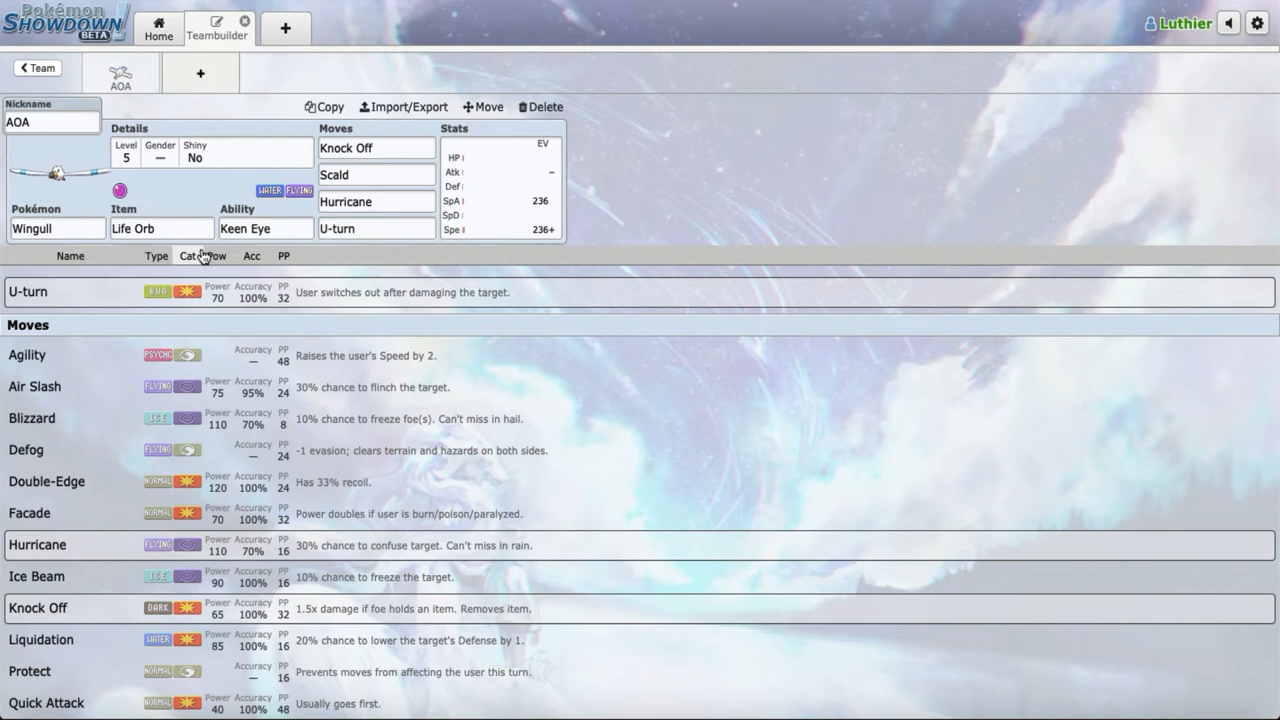 Pokémon
SHOWDOWN!
BETA
Home
Teambuilder
+
Luthier
Team
AOA
+
Nickname
AOA
Copy
Import/Export
Move
Delete
Details
Moves
Stats
Level
Gender
Shiny
5
—
No
Knock Off
Scald
Hurricane
U-turn
EV
HP
Atk –
Def
SpA 236
SpD
Spe 236+
WATER FLYING
Pokémon
Item
Ability
Wingull
Life Orb
Keen Eye
Name Type Cat Pow Acc PP
U-turn BUG Power 70 Accuracy 100% PP 32 User switches out after damaging the target.
Moves
Agility PSYCHC Accuracy — PP 48 Raises the user's Speed by 2.
Air Slash FLYING Power 75 Accuracy 95% PP 24 30% chance to flinch the target.
Blizzard ICE Power 110 Accuracy 70% PP 8 10% chance to freeze foe(s). Can't miss in hail.
Defog FLYING Accuracy — PP 24 -1 evasion; clears terrain and hazards on both sides.
Double-Edge NORMAL Power 120 Accuracy 100% PP 24 Has 33% recoil.
Facade NORMAL Power 70 Accuracy 100% PP 32 Power doubles if user is burn/poison/paralyzed.
Hurricane FLYING Power 110 Accuracy 70% PP 16 30% chance to confuse target. Can't miss in rain.
Ice Beam ICE Power 90 Accuracy 100% PP 16 10% chance to freeze the target.
Knock Off DARK Power 65 Accuracy 100% PP 32 1.5x damage if foe holds an item. Removes item.
Liquidation WATER Power 85 Accuracy 100% PP 16 20% chance to lower the target's Defense by 1.
Protect NORMAL Accuracy — PP 16 Prevents moves from affecting the user this turn.
Quick Attack NORMAL Power 40 Accuracy 100% PP 48 Usually goes first.